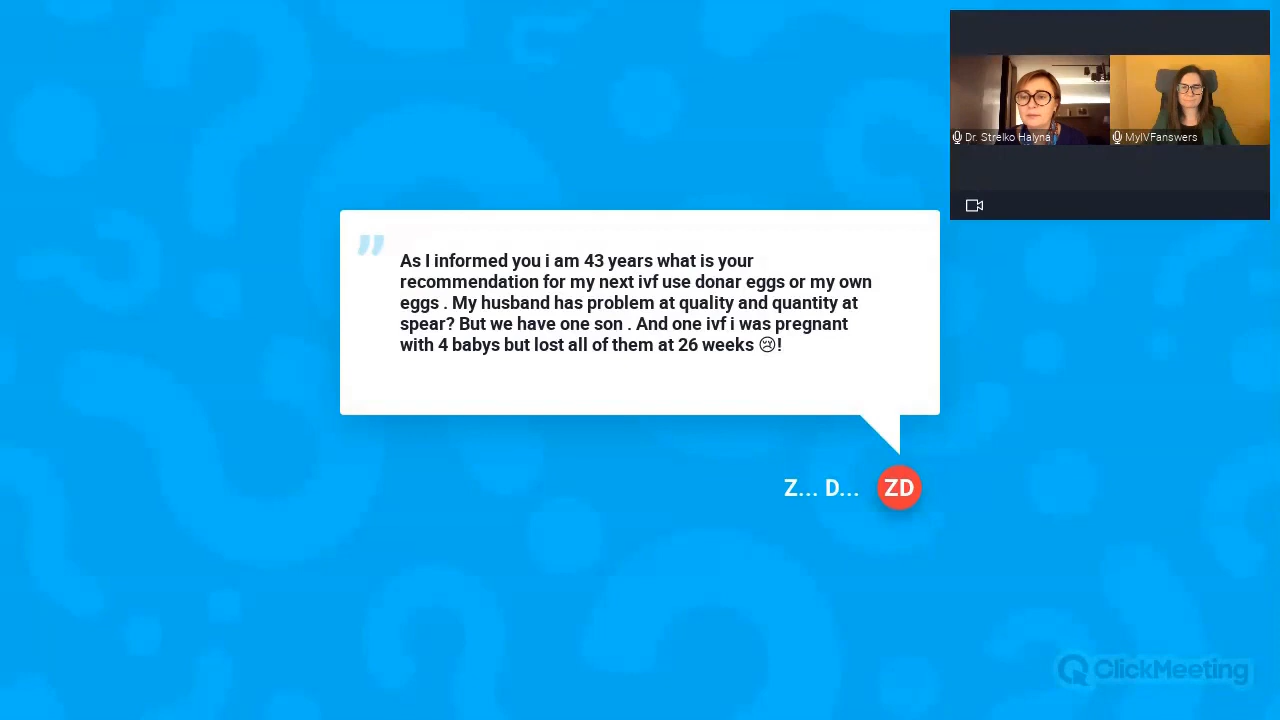 Dr. Strelko Halyna
MyIVFanswers
As I informed you i am 43 years what is your
recommendation for my next ivf use donar eggs or my own
eggs . My husband has problem at quality and quantity at
spear? But we have one son . And one ivf i was pregnant
with 4 babys but lost all of them at 26 weeks 😢!
Z... D...
ZD
ClickMeeting